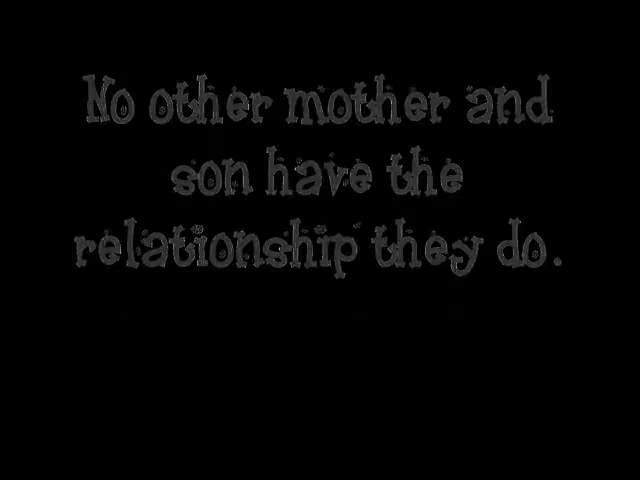 No other mother and
son have the
relationship they do.